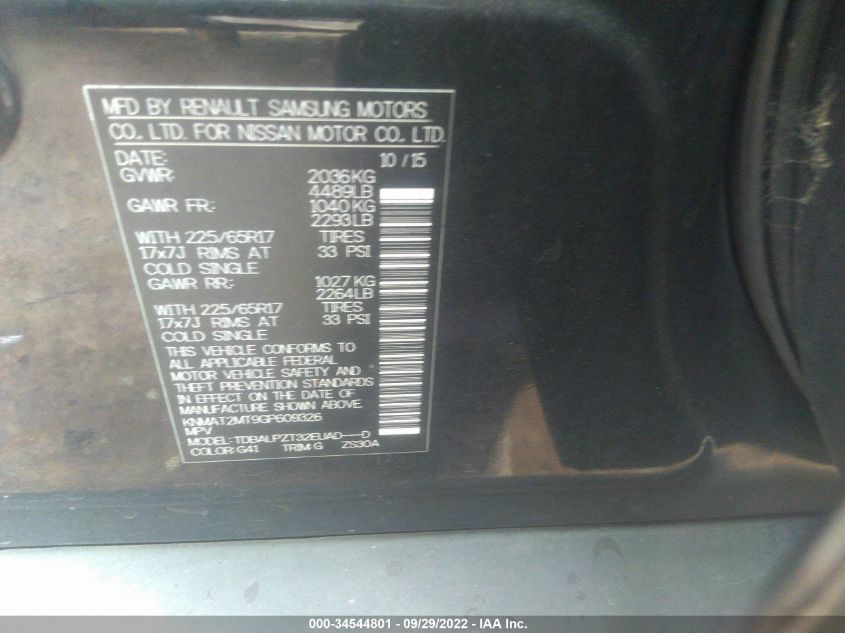 MFD BY RENAULT SAMSUNG MOTORS
CO., LTD. FOR NISSAN MOTOR CO., LTD.
DATE: 10 / 15
GVWR: 2036KG
4489LB
GAWR FR: 1040KG
2293LB
WITH 225/65R17 TIRES
17x7J RIMS AT 33 PSI
COLD SINGLE
GAWR RR: 1027KG
2264LB
WITH 225/65R17 TIRES
17x7J RIMS AT 33 PSI
COLD SINGLE
THIS VEHICLE CONFORMS TO
ALL APPLICABLE FEDERAL
MOTOR VEHICLE SAFETY AND
THEFT PREVENTION STANDARDS
IN EFFECT ON THE DATE OF
MANUFACTURE SHOWN ABOVE.
KNMAT2MT9GP609326
MPV
MODEL: TDBALPZT32EUAD---D
COLOR: G41 TRIM: G ZS30A
000-34544801 - 09/29/2022 - IAA Inc.